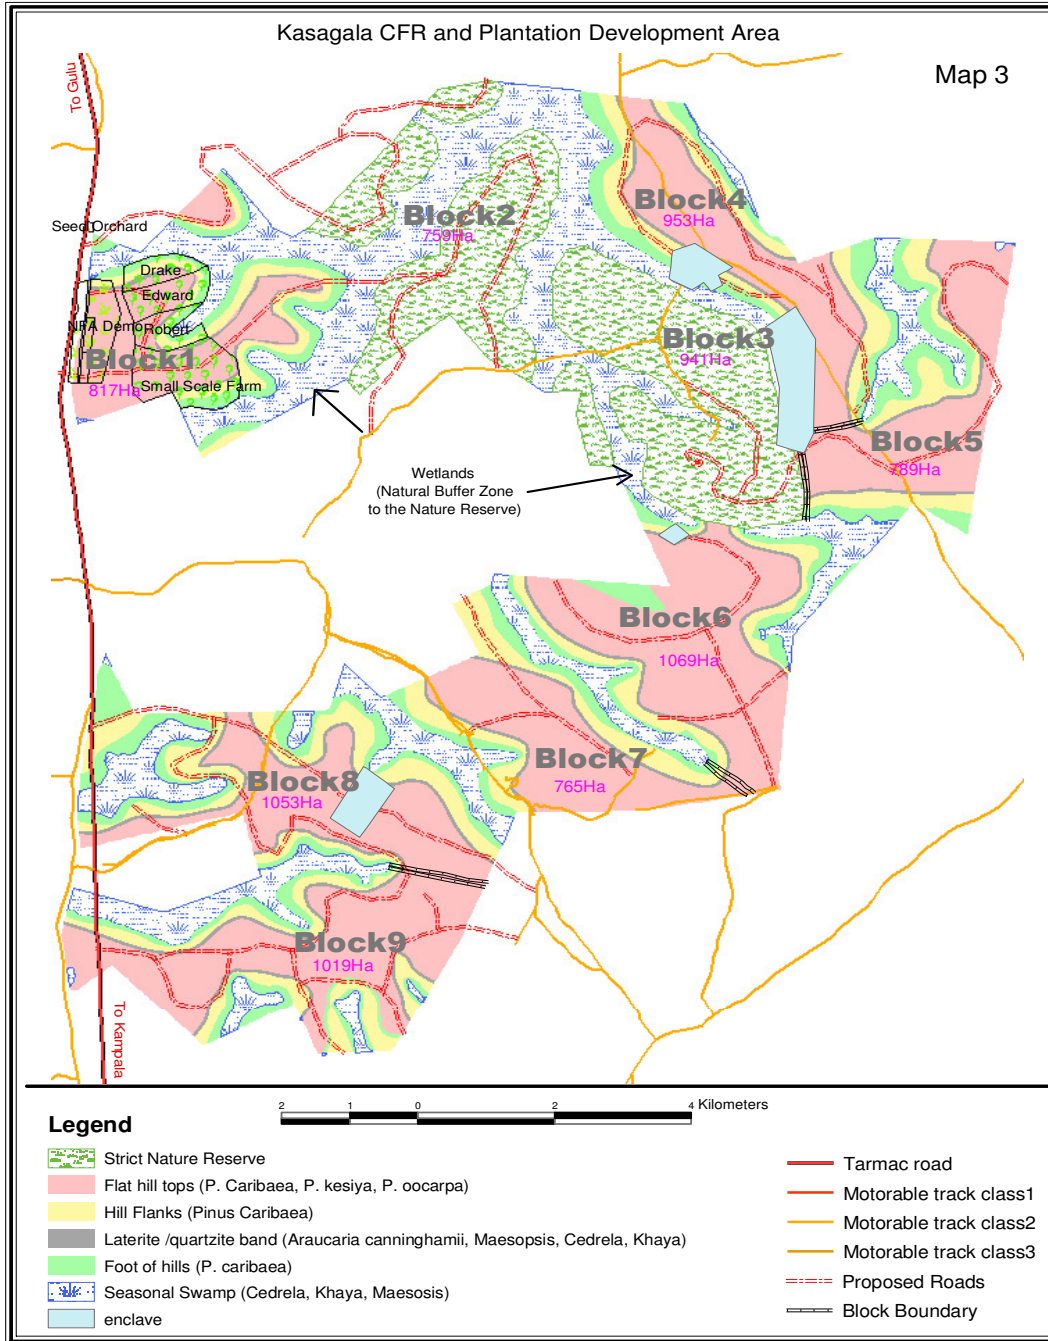 Kasagala CFR and Plantation Development Area
Map 3
To Gulu
Block4
953Ha
Block2
759Ha
Seed Orchard
Drake
Edward
NFA Demo
Robert
Block1
817Ha
Small Scale Farm
Block3
941Ha
Block5
789Ha
Wetlands
(Natural Buffer Zone
to the Nature Reserve)
Block6
1069Ha
Block7
765Ha
Block8
1053Ha
Block9
1019Ha
To Kampala
2 1 0 2 4 Kilometers
Legend
Strict Nature Reserve
Flat hill tops (P. Caribaea, P. kesiya, P. oocarpa)
Hill Flanks (Pinus Caribaea)
Laterite /quartzite band (Araucaria canninghamii, Maesopsis, Cedrela, Khaya)
Foot of hills (P. caribaea)
Seasonal Swamp (Cedrela, Khaya, Maesosis)
enclave
Tarmac road
Motorable track class1
Motorable track class2
Motorable track class3
Proposed Roads
Block Boundary